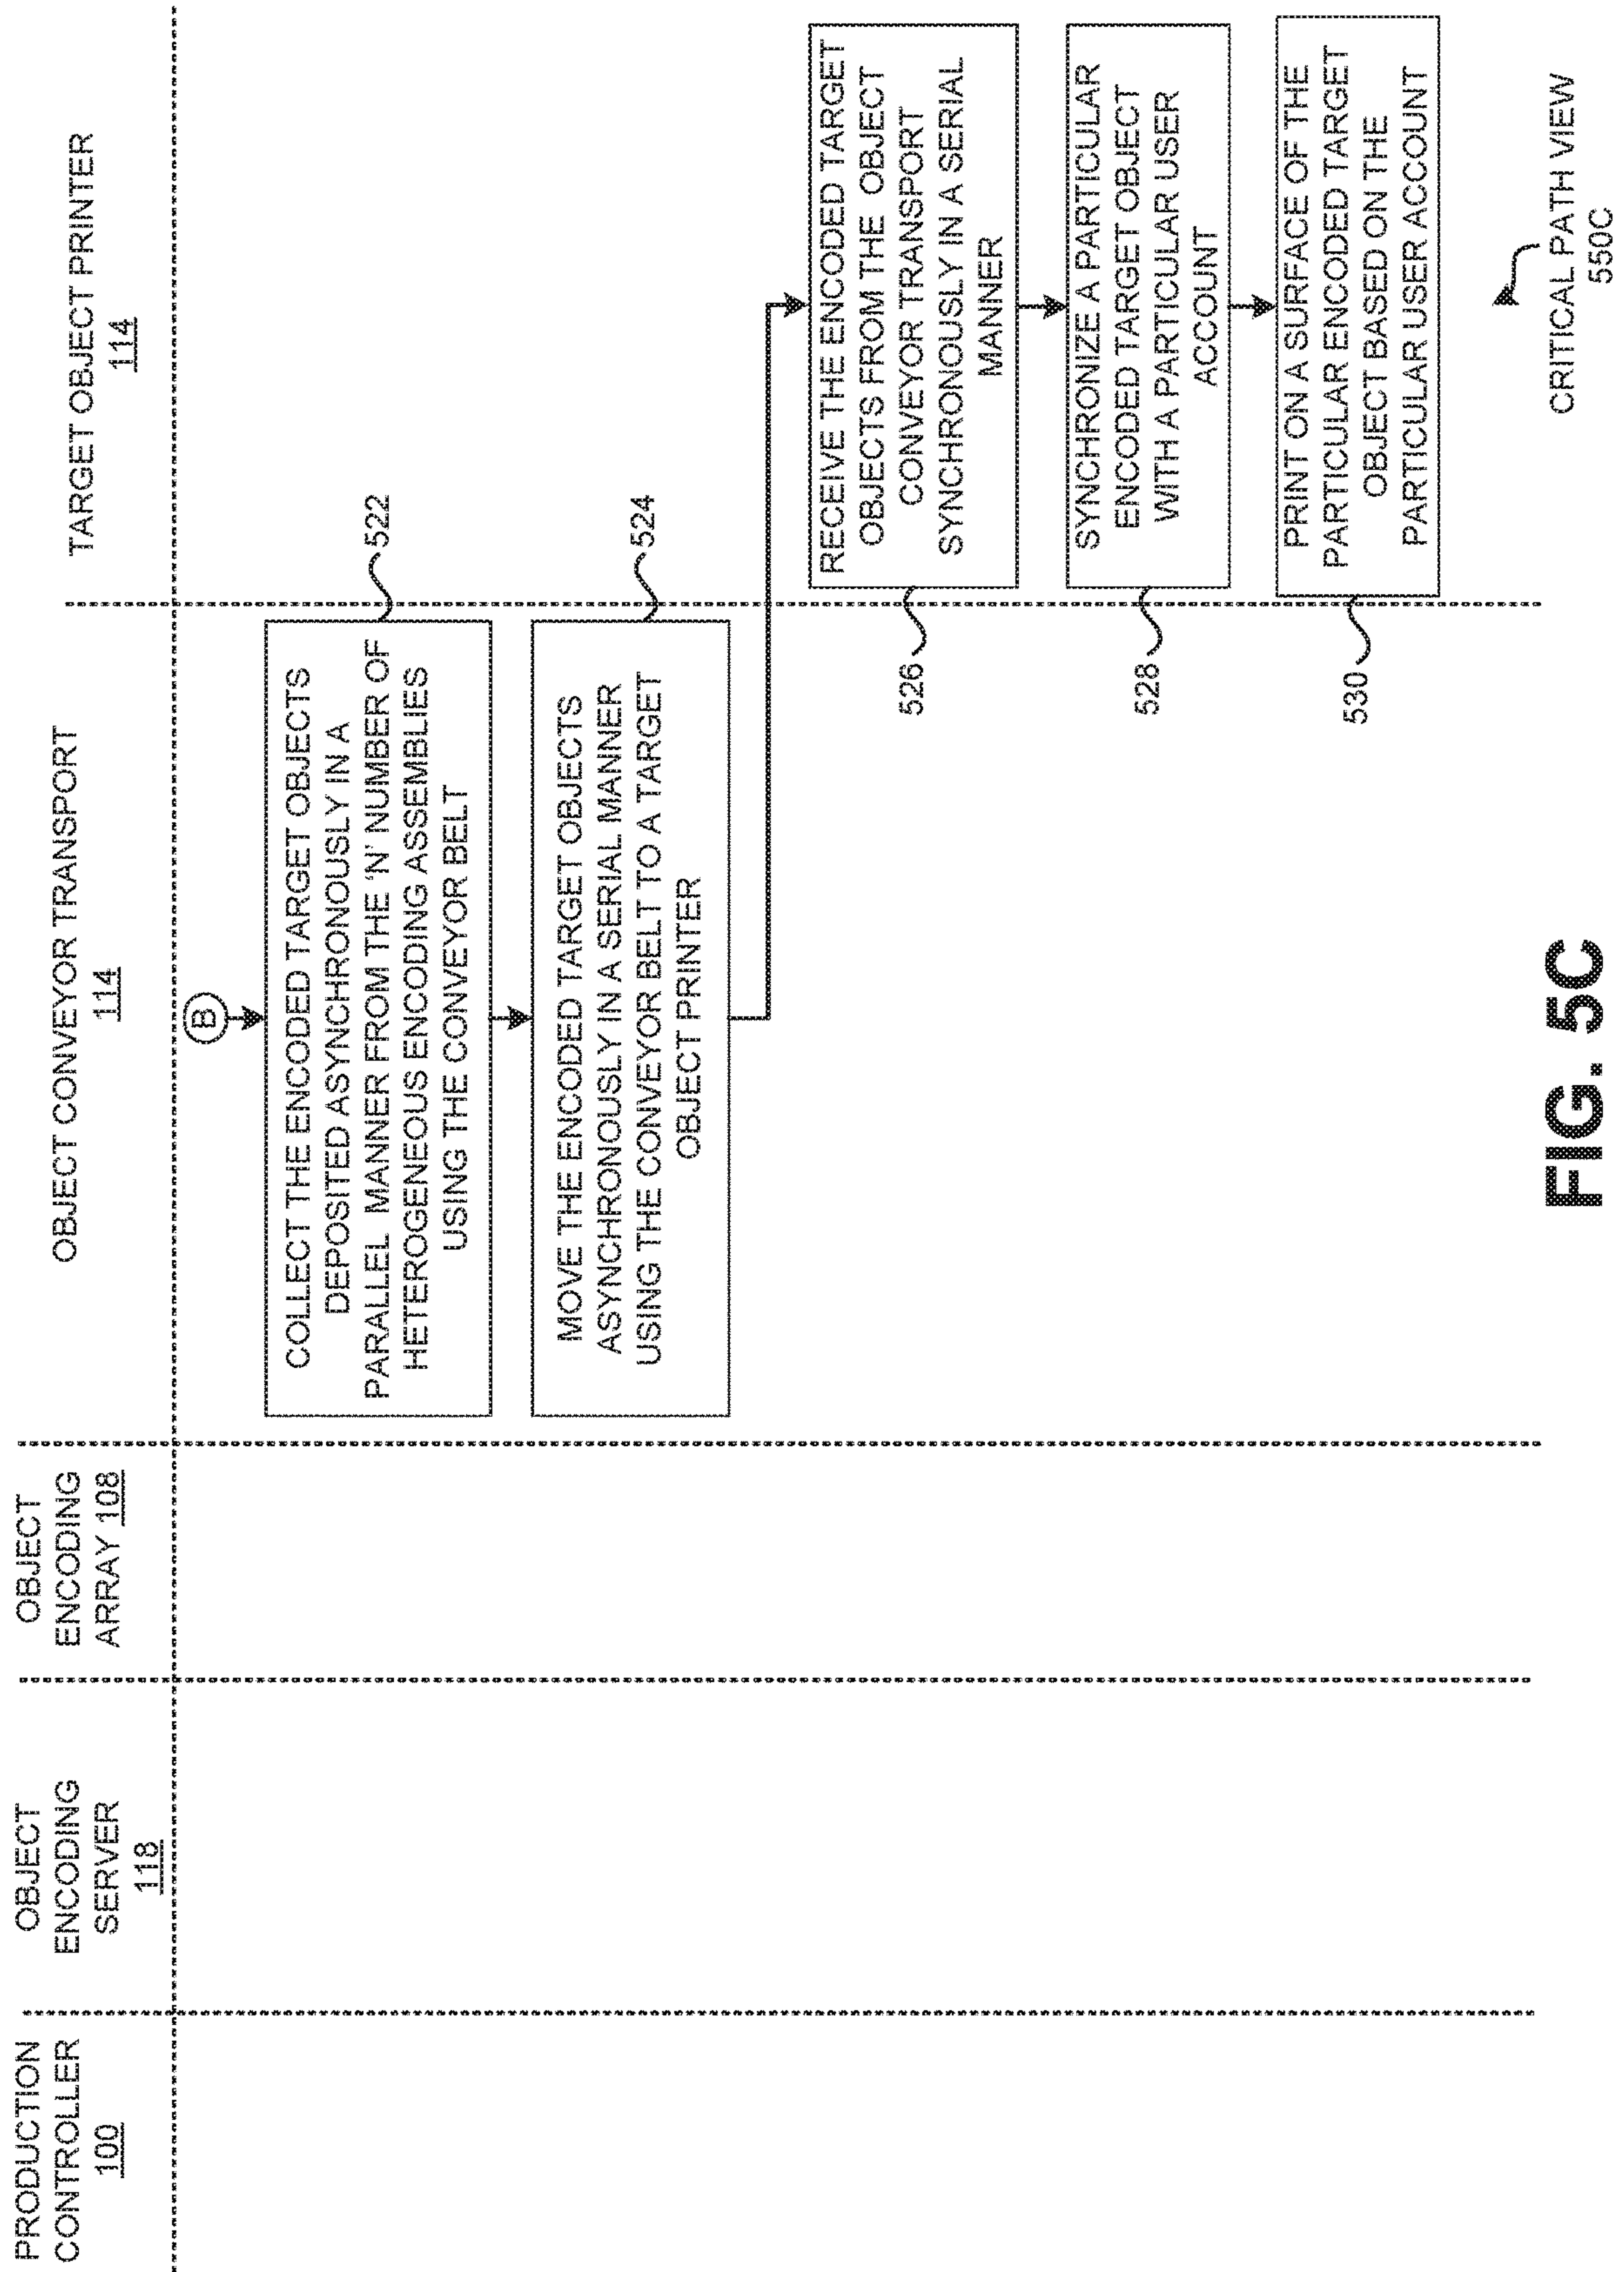 PRODUCTION
CONTROLLER
100
OBJECT
ENCODING
SERVER
118
OBJECT
ENCODING
ARRAY 108
OBJECT CONVEYOR TRANSPORT
114
TARGET OBJECT PRINTER
114
B
COLLECT THE ENCODED TARGET OBJECTS
DEPOSITED ASYNCHRONOUSLY IN A
PARALLEL MANNER FROM THE 'N' NUMBER OF
HETEROGENEOUS ENCODING ASSEMBLIES
USING THE CONVEYOR BELT
522
MOVE THE ENCODED TARGET OBJECTS
ASYNCHRONOUSLY IN A SERIAL MANNER
USING THE CONVEYOR BELT TO A TARGET
OBJECT PRINTER
524
RECEIVE THE ENCODED TARGET
OBJECTS FROM THE OBJECT
CONVEYOR TRANSPORT
SYNCHRONOUSLY IN A SERIAL
MANNER
526
SYNCHRONIZE A PARTICULAR
ENCODED TARGET OBJECT
WITH A PARTICULAR USER
ACCOUNT
528
PRINT ON A SURFACE OF THE
PARTICULAR ENCODED TARGET
OBJECT BASED ON THE
PARTICULAR USER ACCOUNT
530
CRITICAL PATH VIEW
550C
FIG. 5C